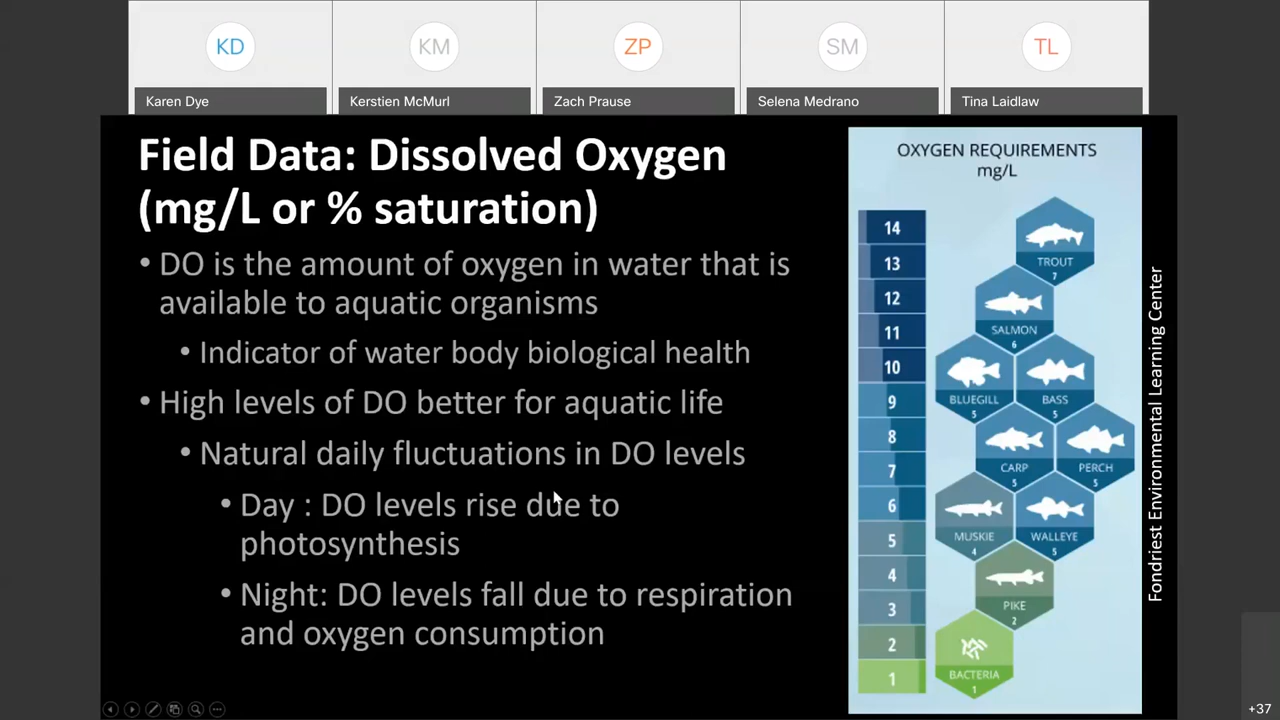 KD
KM
ZP
SM
TL
Karen Dye
Kerstien McMurl
Zach Prause
Selena Medrano
Tina Laidlaw
Field Data: Dissolved Oxygen
(mg/L or % saturation)
• DO is the amount of oxygen in water that is
available to aquatic organisms
• Indicator of water body biological health
• High levels of DO better for aquatic life
• Natural daily fluctuations in DO levels
• Day : DO levels rise due to
photosynthesis
• Night: DO levels fall due to respiration
and oxygen consumption
OXYGEN REQUIREMENTS
mg/L
14
13
12
11
10
9
8
7
6
5
4
3
2
1
TROUT
7
SALMON
6
BLUEGILL
5
BASS
5
CARP
5
PERCH
5
MUSKIE
4
WALLEYE
5
PIKE
2
BACTERIA
1
Fondriest Environmental Learning Center
+37